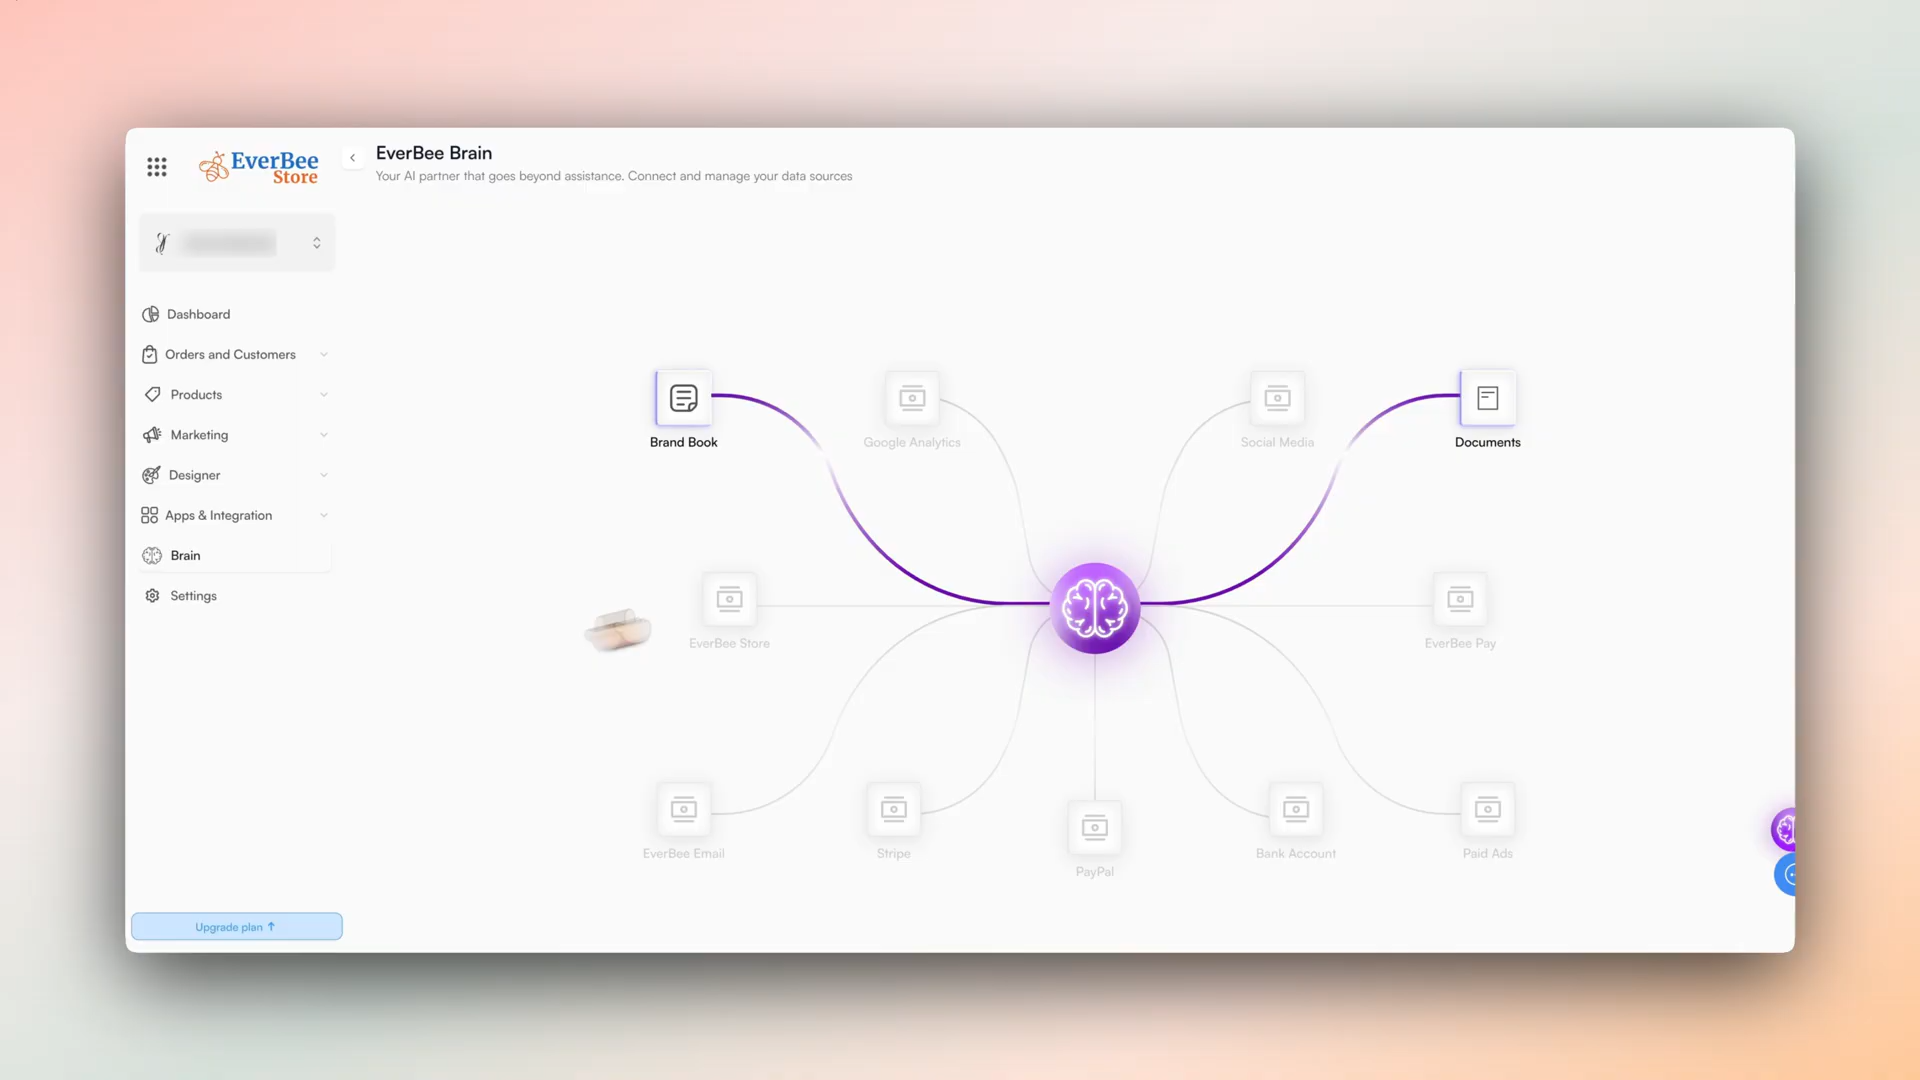 EverBee
Store
EverBee Brain
Your AI partner that goes beyond assistance. Connect and manage your data sources
Dashboard
Orders and Customers
Products
Marketing
Designer
Apps & Integration
Brain
Settings
Upgrade plan
Brand Book
Google Analytics
Social Media
Documents
EverBee Store
EverBee Pay
EverBee Email
Stripe
PayPal
Bank Account
Paid Ads